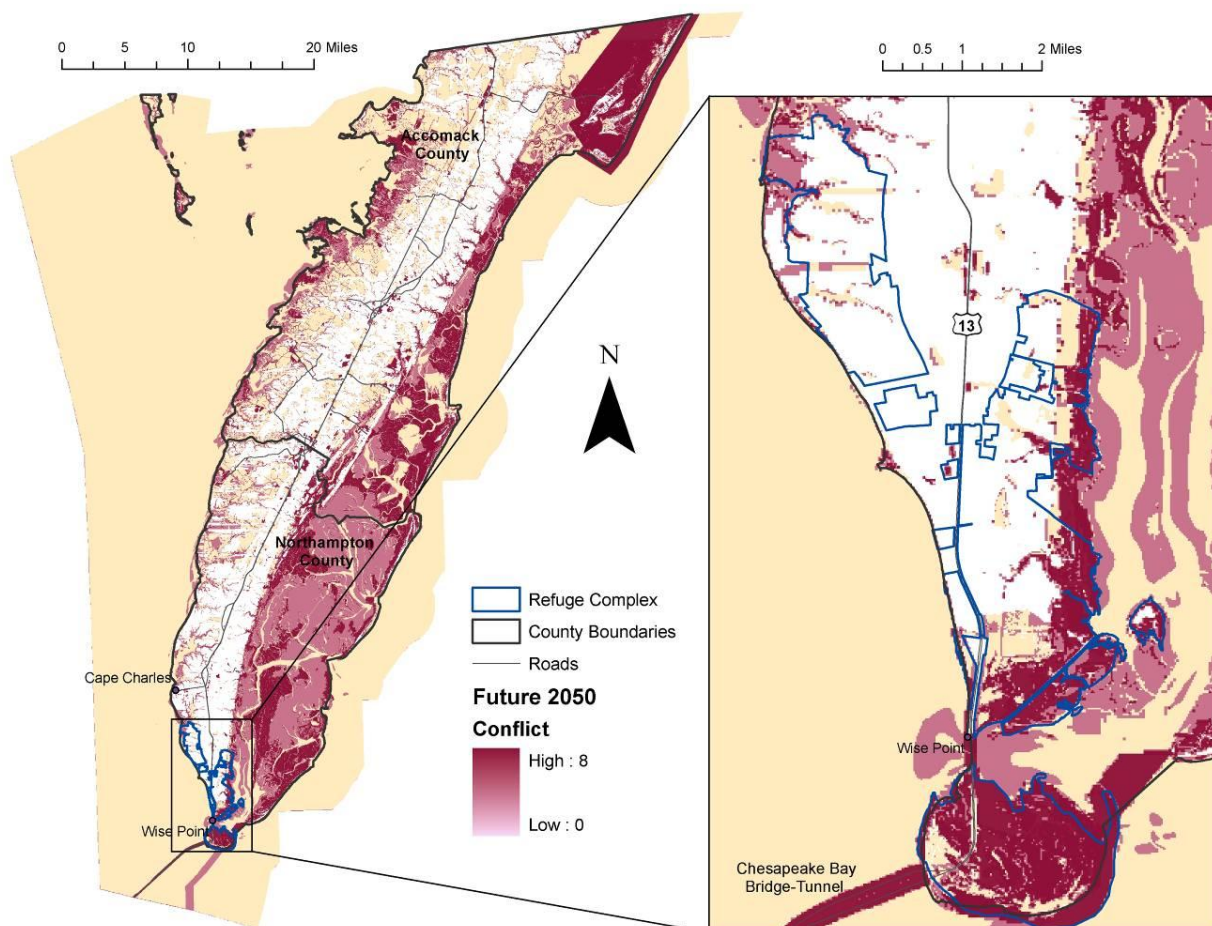 0 5 10 20 Miles
Accomack
County
Northampton
County
Cape Charles
Wise Point
N
Refuge Complex
County Boundaries
Roads
Future 2050
Conflict
High : 8
Low : 0
0 0.5 1 2 Miles
13
Wise Point
Chesapeake Bay
Bridge-Tunnel